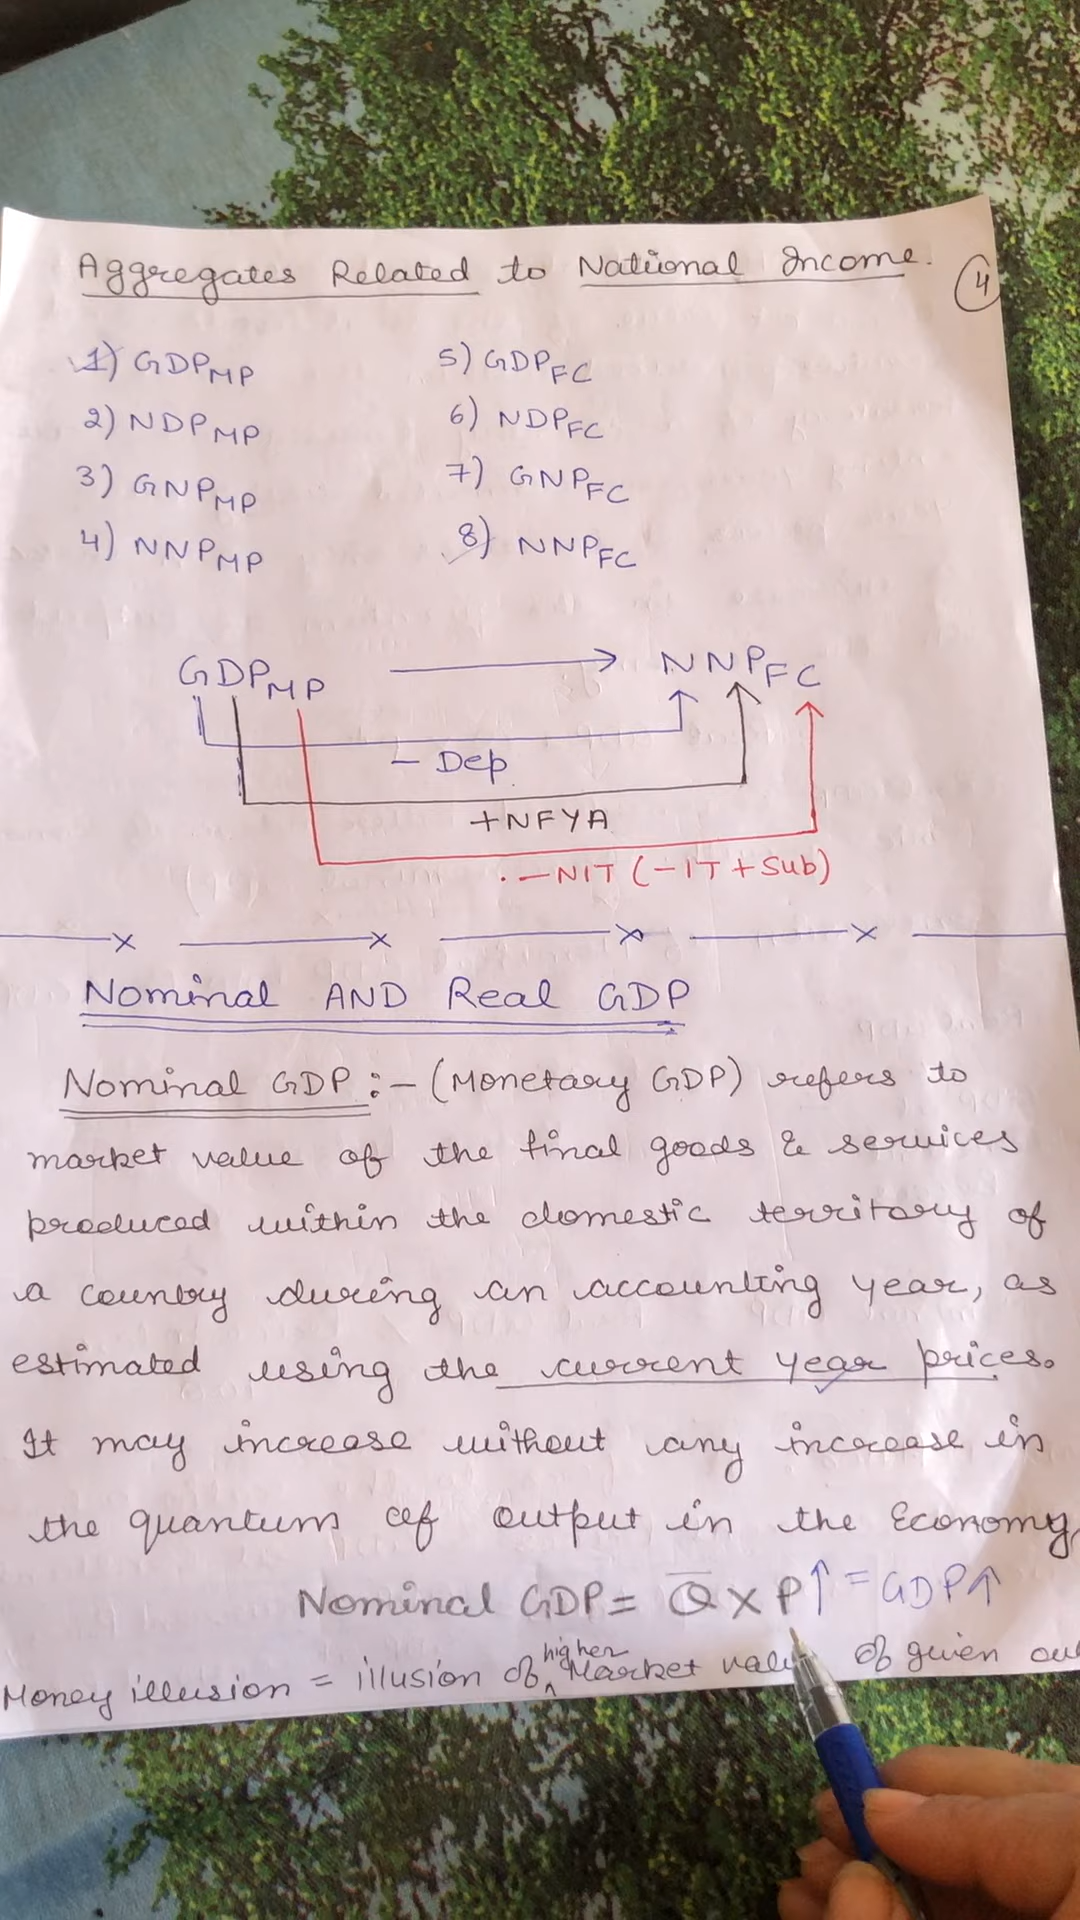 Aggregates Related to National Income.
4
1) GDPMP
5) GDPFC
2) NDPMP
6) NDPFC
3) GNPMP
7) GNPFC
4) NNPMP
8) NNPFC
GDPMP → NNPFC
- Dep
+NFYA
. - NIT (-IT + Sub)
Nominal AND Real GDP
Nominal GDP :- (Monetary GDP) refers to
market value of the final goods & services
produced within the domestic territory of
a country during an accounting year, as
estimated using the current year prices.
It may increase without any increase in
the quantum of output in the Economy
Nominal GDP = Q̅ X P↑ = GDP↑
higher
Money illusion = illusion of ^ Market of given